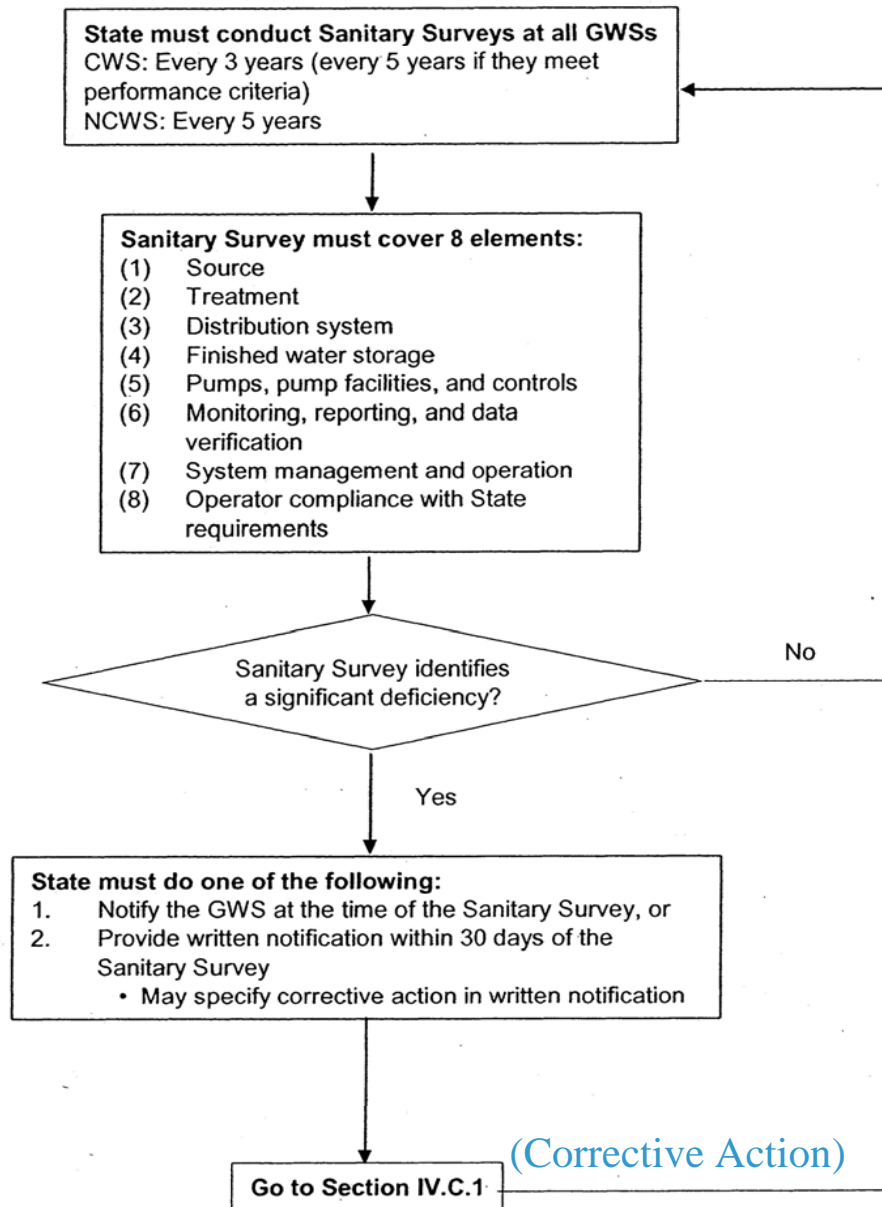 State must conduct Sanitary Surveys at all GWSs
CWS: Every 3 years (every 5 years if they meet
performance criteria)
NCWS: Every 5 years
Sanitary Survey must cover 8 elements:
(1) Source
(2) Treatment
(3) Distribution system
(4) Finished water storage
(5) Pumps, pump facilities, and controls
(6) Monitoring, reporting, and data
verification
(7) System management and operation
(8) Operator compliance with State
requirements
Sanitary Survey identifies
a significant deficiency?
No
Yes
State must do one of the following:
1. Notify the GWS at the time of the Sanitary Survey, or
2. Provide written notification within 30 days of the
Sanitary Survey
• May specify corrective action in written notification
(Corrective Action)
Go to Section IV.C.1